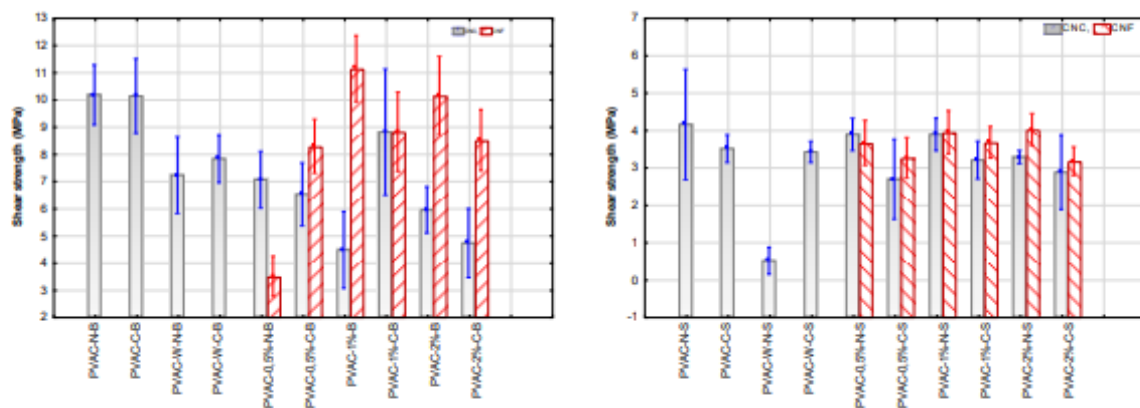 13
12
11
10
9
8
7
6
5
4
3
2
Shear strength (MPa)
CNC, CNF
PVAC-N-B
PVAC-C-B
PVAC-W-N-B
PVAC-W-C-B
PVAC-0,5%-N-B
PVAC-0,5%-C-B
PVAC-1%-B
PVAC-1%-C-B
PVAC-2%-B
PVAC-2%-C-B
7
6
5
4
3
2
1
0
-1
Shear strength (MPa)
CNC, CNF
PVAC-N-S
PVAC-C-S
PVAC-W-N-S
PVAC-W-C-S
PVAC-0,5%-N-S
PVAC-0,5%-C-S
PVAC-1%-N-S
PVAC-1%-C-S
PVAC-2%-N-S
PVAC-2%-C-S